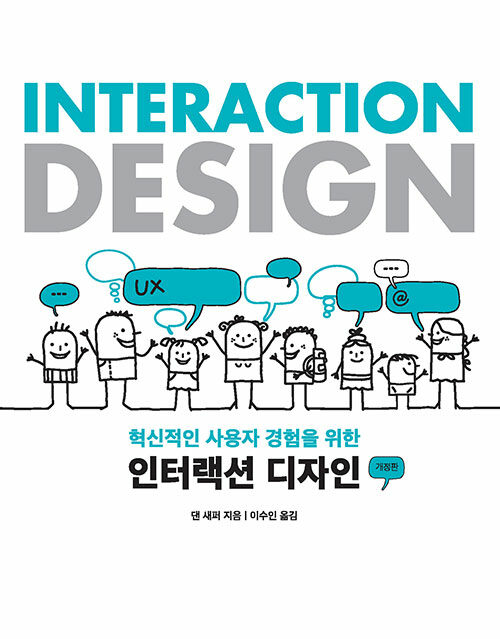 INTERACTION
DESIGN
---
UX
---
@
혁신적인 사용자 경험을 위한
인터랙션 디자인
개정판
댄 새퍼 지음 | 이수인 옮김